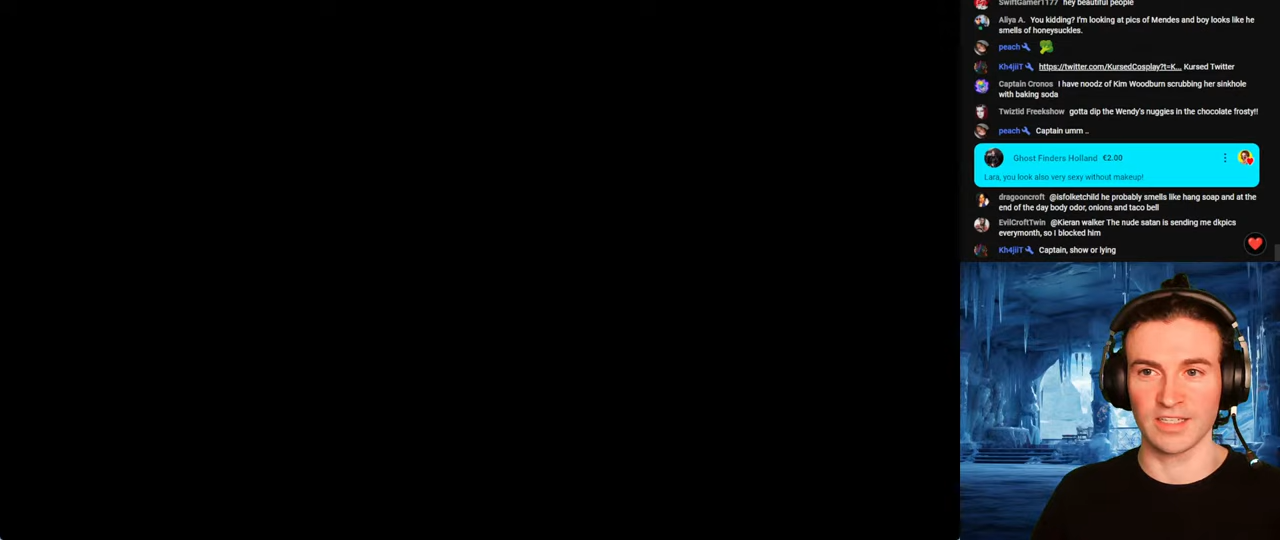 SwiftGamer1177 hey beautiful people
Aliya A. You kidding? I'm looking at pics of Mendes and boy looks like he
smells of honeysuckles.
peach
Kh4jiiT https://twitter.com/KursedCosplay?t=K... Kursed Twitter
Captain Cronos I have noodz of Kim Woodburn scrubbing her sinkhole
with baking soda
Twiztid Freekshow gotta dip the Wendy's nuggies in the chocolate frosty!!
peach Captain umm ..
Ghost Finders Holland €2.00
Lara, you look also very sexy without makeup!
dragooncroft @isfolketchild he probably smells like hang soap and at the
end of the day body odor, onions and taco bell
EvilCroftTwin @Kieran walker The nude satan is sending me dkpics
everymonth, so I blocked him
Kh4jiiT Captain, show or lying